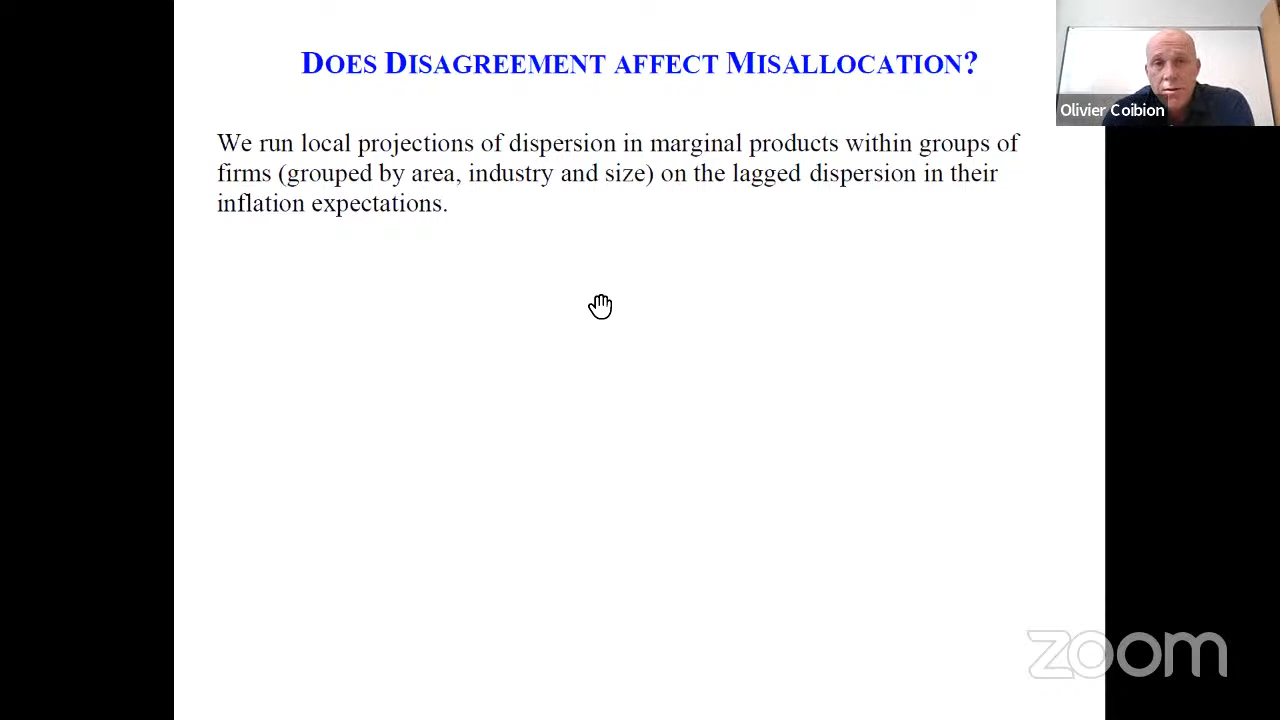 DOES DISAGREEMENT AFFECT MISALLOCATION?
Olivier Coibion
We run local projections of dispersion in marginal products within groups of
firms (grouped by area, industry and size) on the lagged dispersion in their
inflation expectations.
zoom